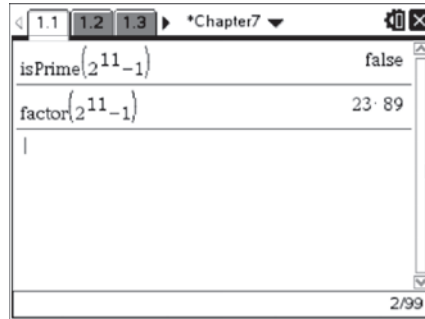 1.1 1.2 1.3 *Chapter7
isPrime(2^11−1) false
factor(2^11−1) 23·89
2/99